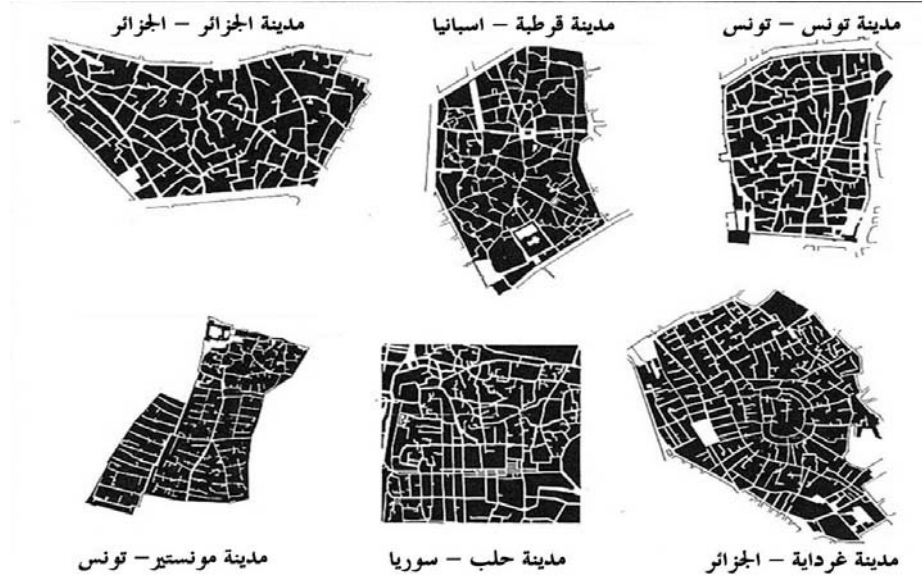 مدينة تونس – تونس
مدينة قرطبة – اسبانيا
مدينة الجزائر – الجزائر
مدينة غرداية – الجزائر
مدينة حلب – سوريا
مدينة مونستير– تونس